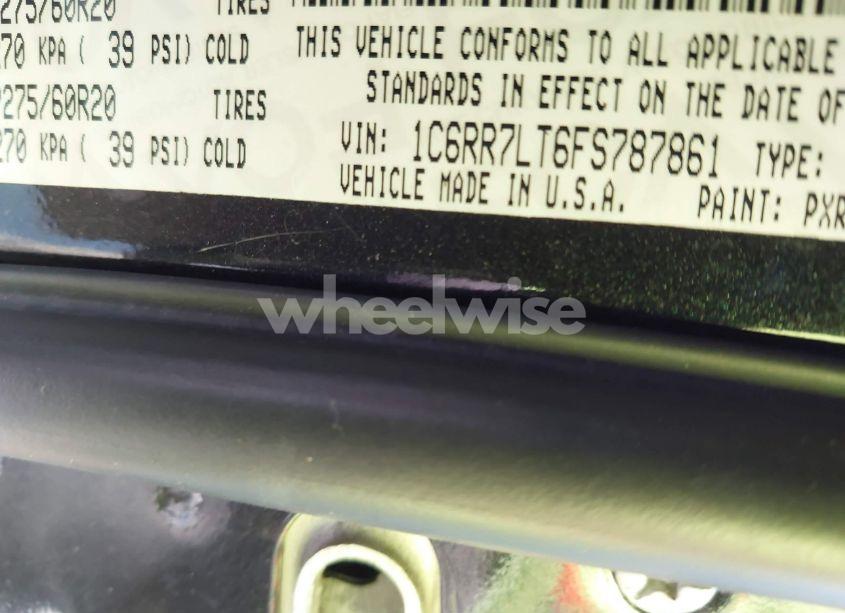 275/60R20 TIRES
70 KPA ( 39 PSI) COLD
275/60R20 TIRES
270 KPA ( 39 PSI) COLD
THIS VEHICLE CONFORMS TO ALL APPLICABLE
STANDARDS IN EFFECT ON THE DATE OF
VIN: 1C6RR7LT6FS787861 TYPE:
VEHICLE MADE IN U.S.A. PAINT: PXR
wheelwise